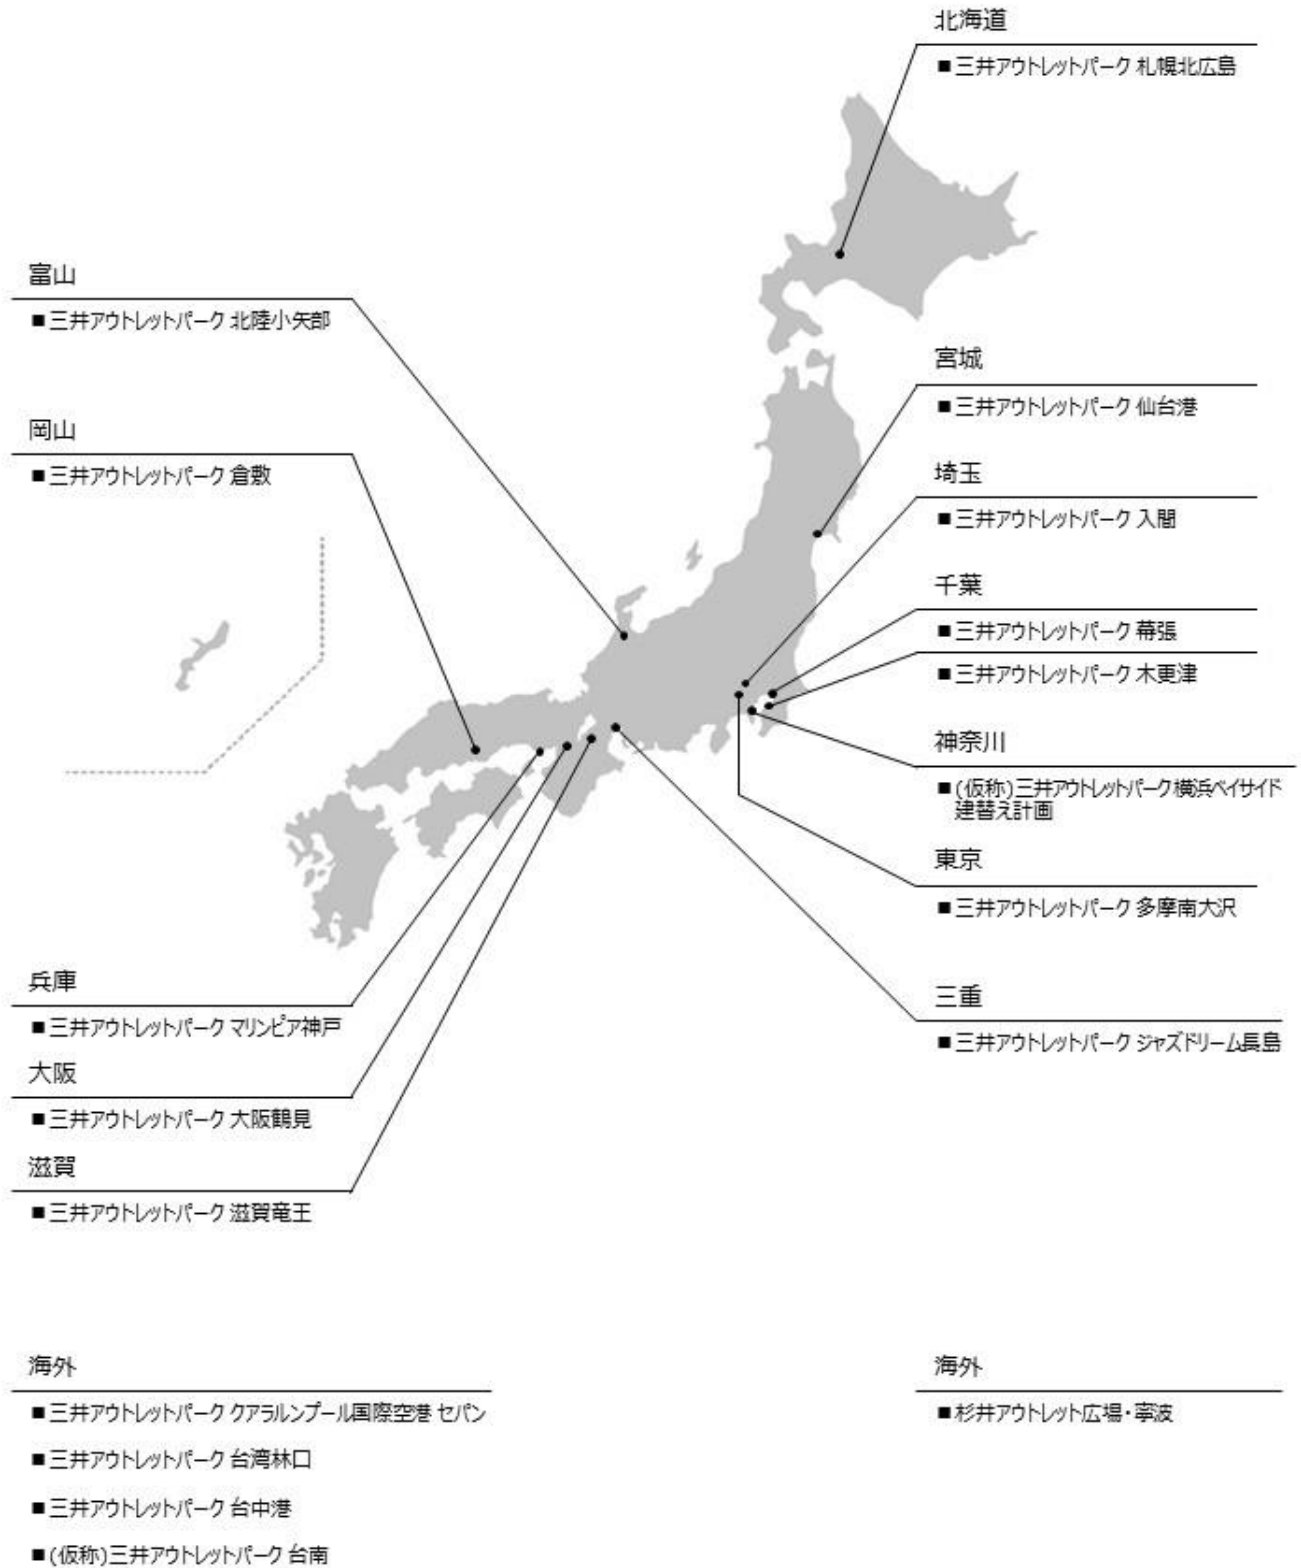 北海道
■三井アウトレットパーク 札幌北広島
富山
■三井アウトレットパーク 北陸小矢部
宮城
■三井アウトレットパーク 仙台港
岡山
■三井アウトレットパーク 倉敷
埼玉
■三井アウトレットパーク 入間
千葉
■三井アウトレットパーク 幕張
■三井アウトレットパーク 木更津
神奈川
■(仮称)三井アウトレットパーク横浜ベイサイド
建替え計画
東京
■三井アウトレットパーク 多摩南大沢
三重
■三井アウトレットパーク ジャズドリーム長島
兵庫
■三井アウトレットパーク マリンピア神戸
大阪
■三井アウトレットパーク 大阪鶴見
滋賀
■三井アウトレットパーク 滋賀竜王
海外
■三井アウトレットパーク クアラルンプール国際空港 セパン
■三井アウトレットパーク 台湾林口
■三井アウトレットパーク 台中港
■(仮称)三井アウトレットパーク 台南
海外
■杉井アウトレット広場・寧波